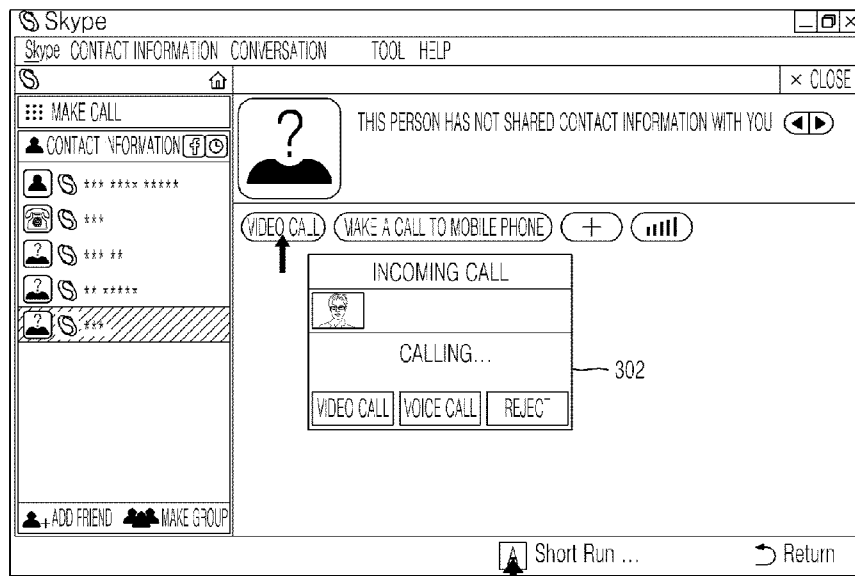 Skype
Skype CONTACT INFORMATION CONVERSATION TOOL HELP
× CLOSE
MAKE CALL
CONTACT INFORMATION
*** **** *****
***
*** **
** *****
***
THIS PERSON HAS NOT SHARED CONTACT INFORMATION WITH YOU
VIDEO CALL MAKE A CALL TO MOBILE PHONE +
INCOMING CALL
CALLING...
302
VIDEO CALL VOICE CALL REJECT
ADD FRIEND MAKE GROUP
A Short Run ... Return